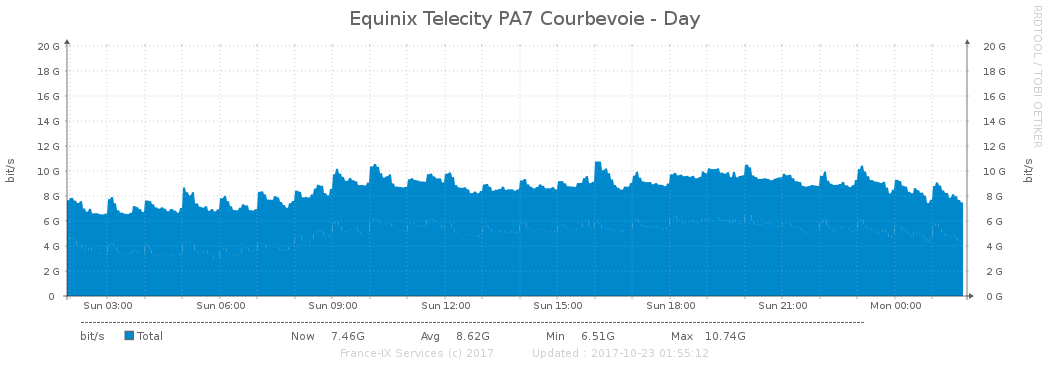 Equinix Telecity PA7 Courbevoie - Day
RRDTOOL / TOBI OETIKER
bit/s
20 G 20 G
18 G 18 G
16 G 16 G
14 G 14 G
12 G 12 G
10 G 10 G
8 G 8 G
6 G 6 G
4 G 4 G
2 G 2 G
0 0 G
bit/s
Sun 03:00 Sun 06:00 Sun 09:00 Sun 12:00 Sun 15:00 Sun 18:00 Sun 21:00 Mon 00:00
bit/s Total Now 7.46G Avg 8.62G Min 6.51G Max 10.74G
France-IX Services (c) 2017 Updated : 2017-10-23 01:55:12